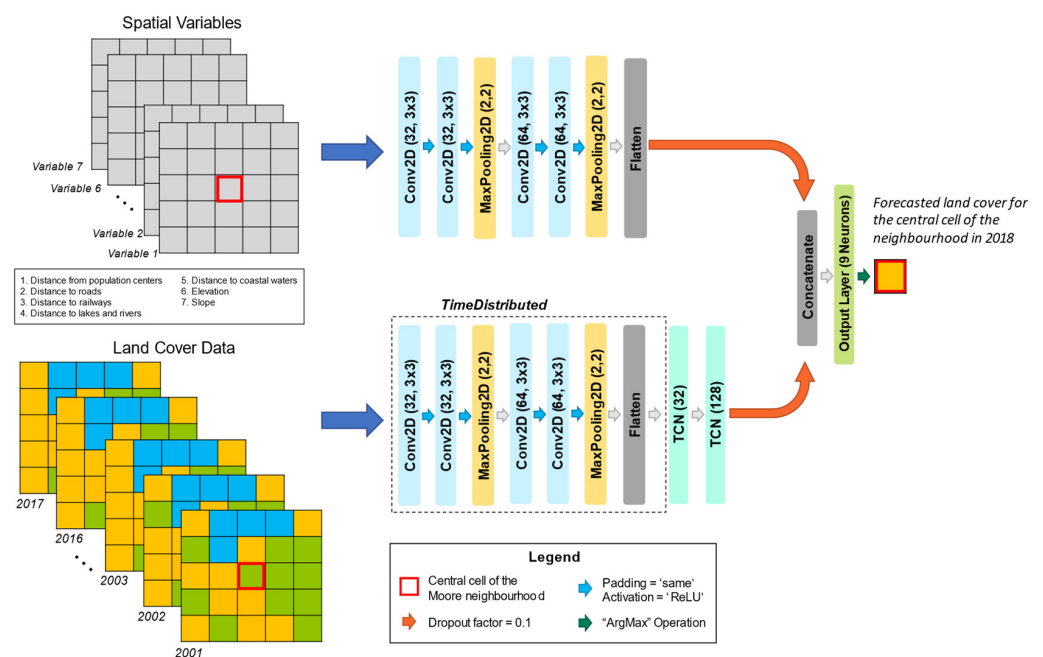 Spatial Variables
Variable 7
Variable 6
Variable 2
Variable 1
1. Distance from population centers
2. Distance to roads
3. Distance to railways
4. Distance to lakes and rivers
5. Distance to coastal waters
6. Elevation
7. Slope
Conv2D (32, 3x3)
Conv2D (32, 3x3)
MaxPooling2D (2,2)
Conv2D (64, 3x3)
Conv2D (64, 3x3)
MaxPooling2D (2,2)
Flatten
Land Cover Data
2017
2016
2003
2002
2001
TimeDistributed
Conv2D (32, 3x3)
Conv2D (32, 3x3)
MaxPooling2D (2,2)
Conv2D (64, 3x3)
Conv2D (64, 3x3)
MaxPooling2D (2,2)
Flatten
TCN (32)
TCN (128)
Concatenate
Output Layer (9 Neurons)
Forecasted land cover for
the central cell of the
neighbourhood in 2018
Legend
Central cell of the
Moore neighbourhood
Dropout factor = 0.1
Padding = 'same'
Activation = 'ReLU'
"ArgMax" Operation